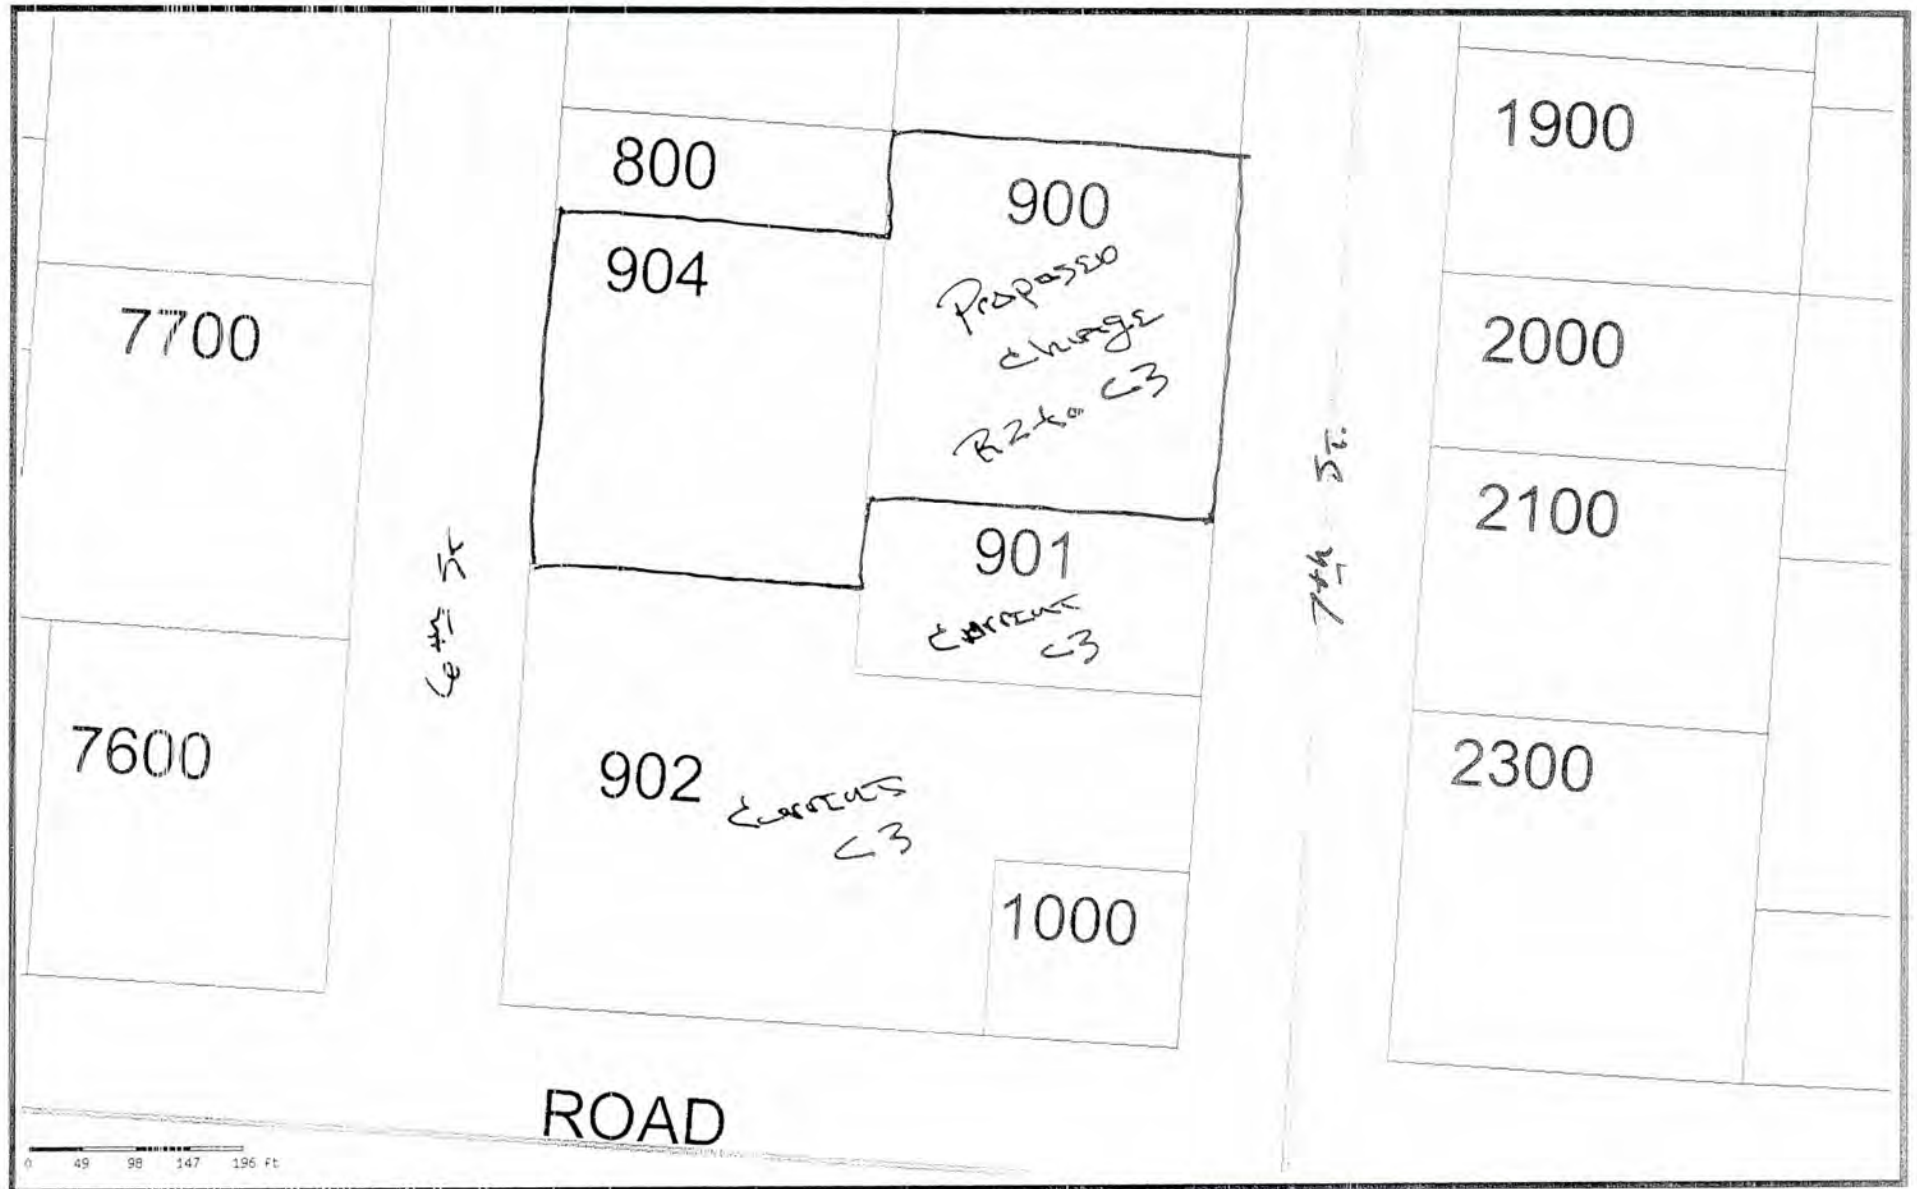 1900
800
900
904
Proposed
change
R2 to C3
7700
2000
7th St.
2100
901
Current
C3
6th St
7600
902 Current
C3
2300
1000
ROAD
0 49 98 147 196 ft